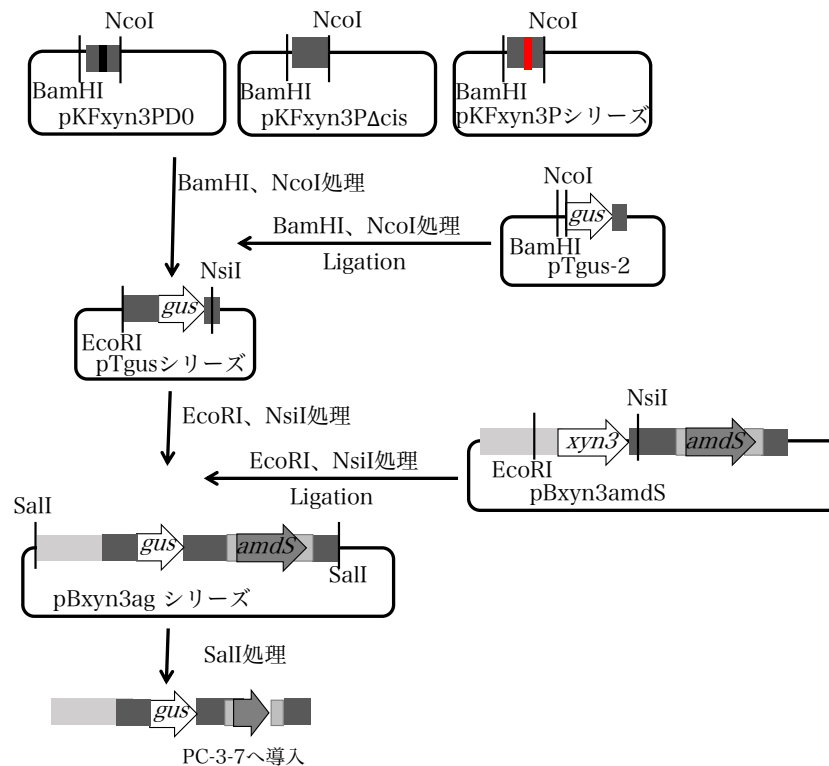 NcoI
NcoI
NcoI
BamHI
BamHI
BamHI
pKFxyn3PD0
pKFxyn3PΔcis
pKFxyn3Pシリーズ
BamHI、NcoI処理
NcoI
BamHI、NcoI処理
gus
BamHI
Ligation
pTgus-2
NsiI
gus
EcoRI
pTgusシリーズ
NsiI
EcoRI、NsiI処理
xyn3
amdS
EcoRI、NsiI処理
EcoRI
Ligation
pBxyn3amdS
SalI
gus
amdS
SalI
pBxyn3ag シリーズ
SalI処理
gus
PC-3-7へ導入